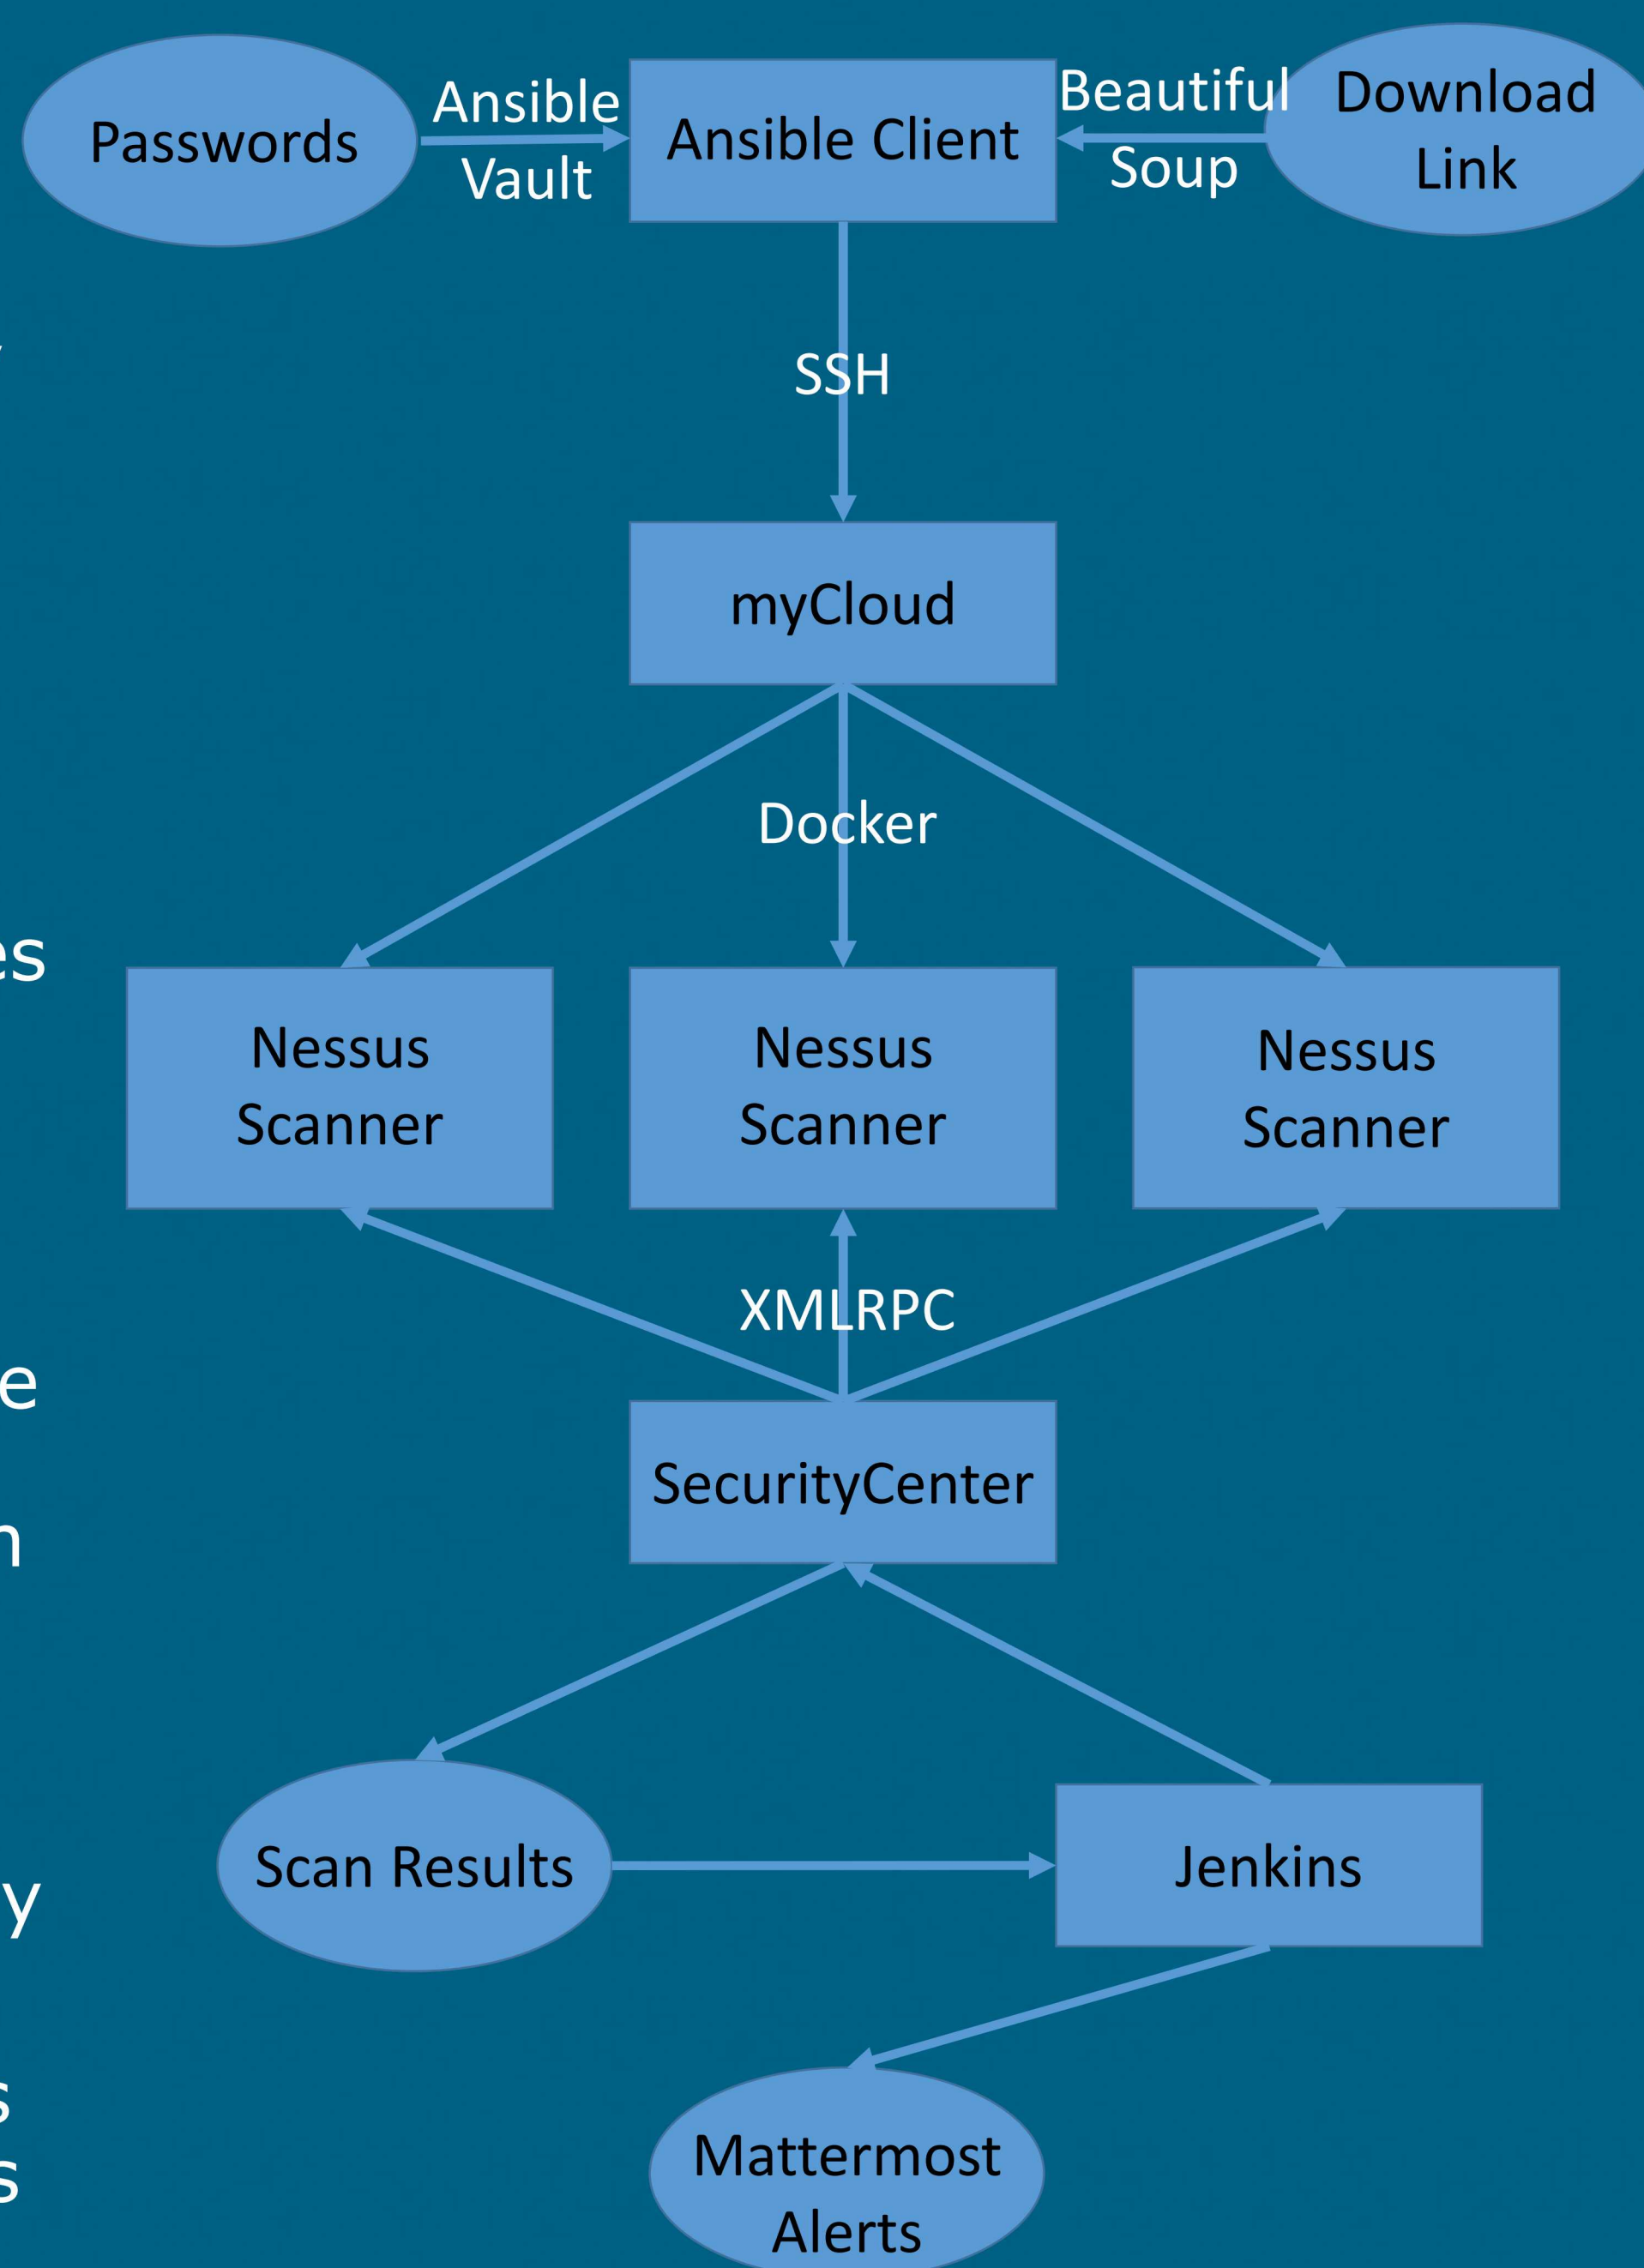 Passwords
Ansible
Vault
Ansible Client
Beautiful
Soup
Download
Link
SSH
myCloud
Docker
Nessus
Scanner
Nessus
Scanner
Nessus
Scanner
XMLRPC
SecurityCenter
Scan Results
Jenkins
Mattermost
Alerts